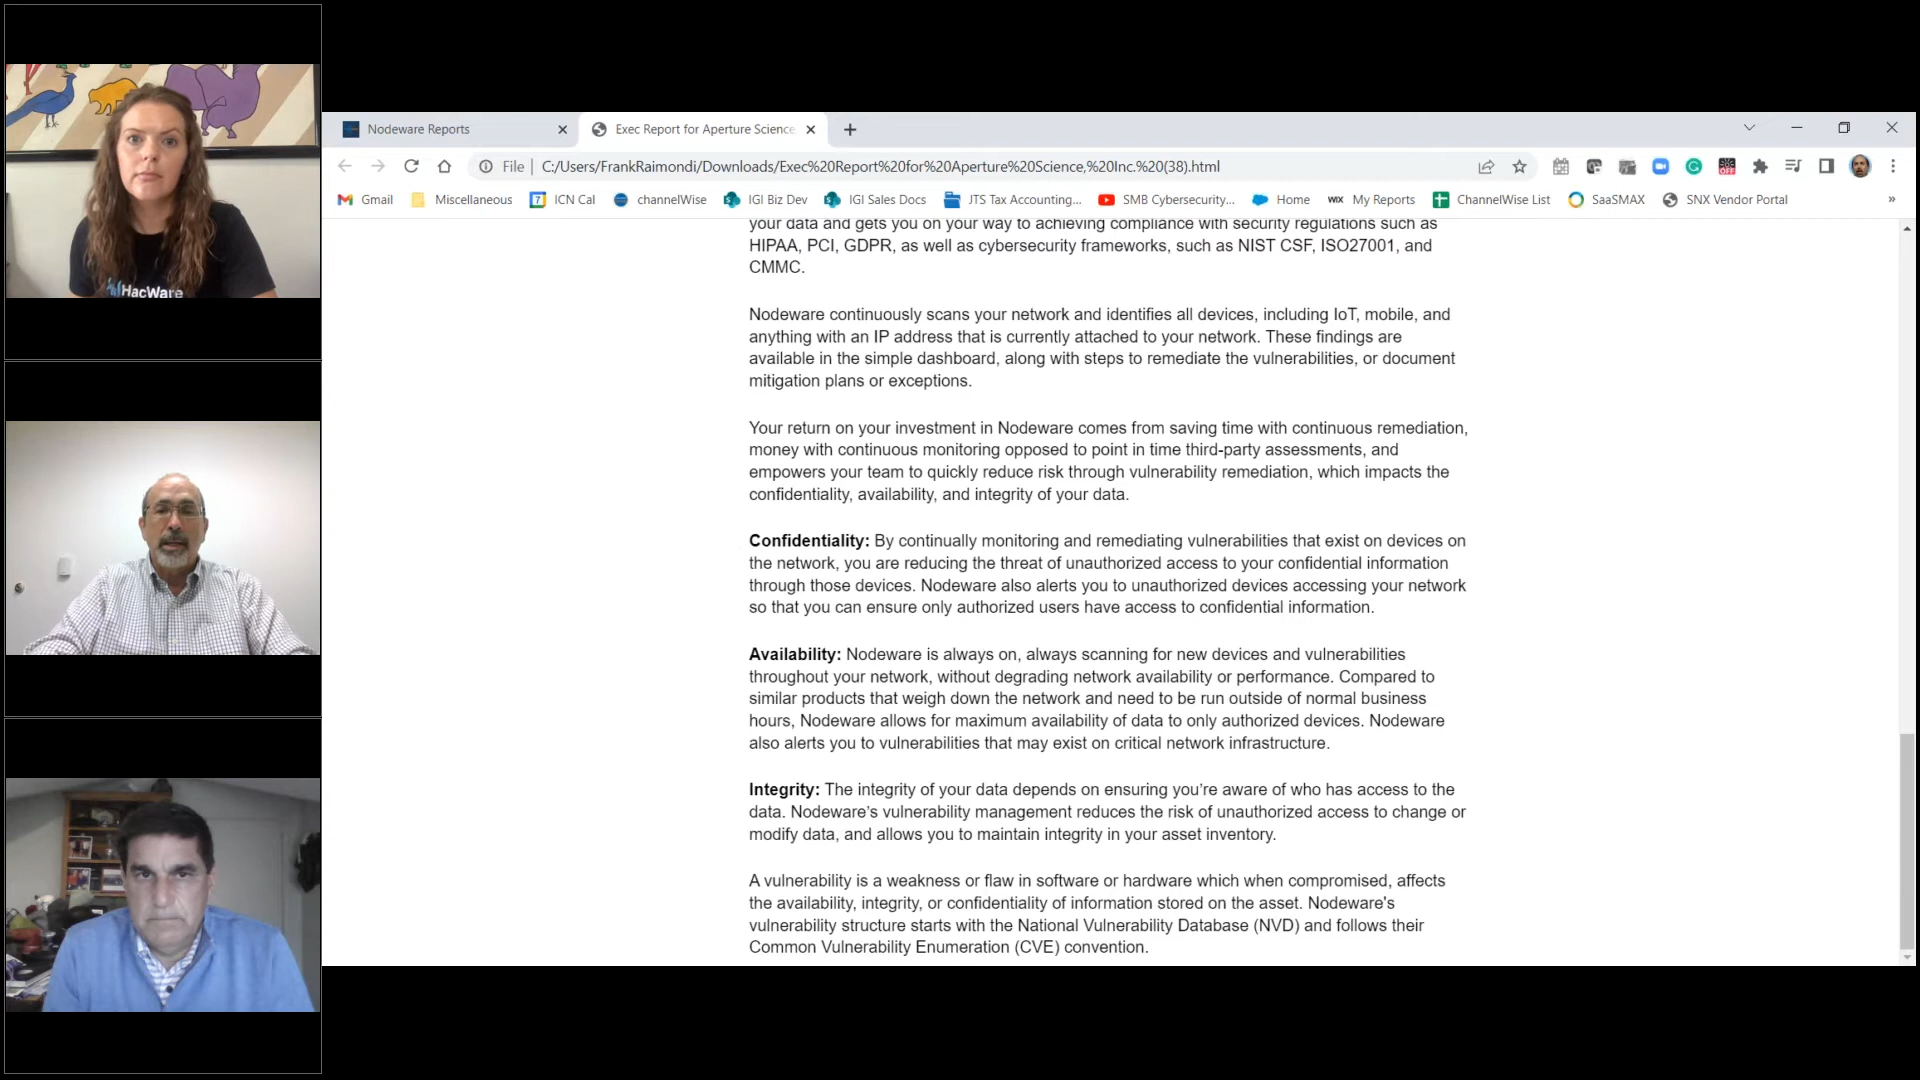 HacWare
Nodeware Reports
Exec Report for Aperture Science
File
C:/Users/FrankRaimondi/Downloads/Exec%20Report%20for%20Aperture%20Science,%20Inc.%20(38).html
OFF
Gmail
Miscellaneous
7 ICN Cal
channelWise
IGI Biz Dev
IGI Sales Docs
JTS Tax Accounting...
SMB Cybersecurity...
Home
WIX My Reports
ChannelWise List
SaaSMAX
SNX Vendor Portal
»
your data and gets you on your way to achieving compliance with security regulations such as
HIPAA, PCI, GDPR, as well as cybersecurity frameworks, such as NIST CSF, ISO27001, and
CMMC.
Nodeware continuously scans your network and identifies all devices, including IoT, mobile, and
anything with an IP address that is currently attached to your network. These findings are
available in the simple dashboard, along with steps to remediate the vulnerabilities, or document
mitigation plans or exceptions.
Your return on your investment in Nodeware comes from saving time with continuous remediation,
money with continuous monitoring opposed to point in time third-party assessments, and
empowers your team to quickly reduce risk through vulnerability remediation, which impacts the
confidentiality, availability, and integrity of your data.
Confidentiality: By continually monitoring and remediating vulnerabilities that exist on devices on
the network, you are reducing the threat of unauthorized access to your confidential information
through those devices. Nodeware also alerts you to unauthorized devices accessing your network
so that you can ensure only authorized users have access to confidential information.
Availability: Nodeware is always on, always scanning for new devices and vulnerabilities
throughout your network, without degrading network availability or performance. Compared to
similar products that weigh down the network and need to be run outside of normal business
hours, Nodeware allows for maximum availability of data to only authorized devices. Nodeware
also alerts you to vulnerabilities that may exist on critical network infrastructure.
Integrity: The integrity of your data depends on ensuring you’re aware of who has access to the
data. Nodeware’s vulnerability management reduces the risk of unauthorized access to change or
modify data, and allows you to maintain integrity in your asset inventory.
A vulnerability is a weakness or flaw in software or hardware which when compromised, affects
the availability, integrity, or confidentiality of information stored on the asset. Nodeware's
vulnerability structure starts with the National Vulnerability Database (NVD) and follows their
Common Vulnerability Enumeration (CVE) convention.